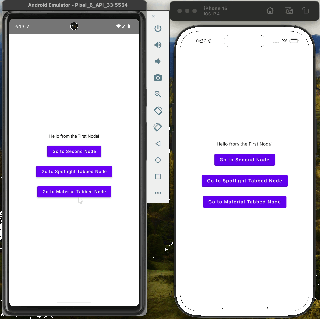 Android Emulator - Pixel_6_API_33:5554
Hello from the First Node!
Go to Second Node
Go to Spotlight Tabbed Node
Go to Material Tabbed Node
Hello from the First Node
Go to Second Node
Go to Spotlight Tabbed Node
Go to Material Tabbed Node